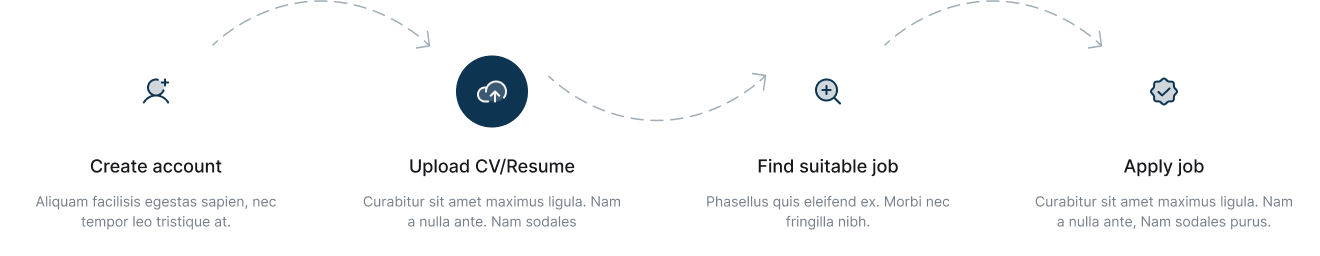 Create account
Aliquam facilisis egestas sapien, nec
tempor leo tristique at.
Upload CV/Resume
Curabitur sit amet maximus ligula. Nam
a nulla ante. Nam sodales
Find suitable job
Phasellus quis eleifend ex. Morbi nec
fringilla nibh.
Apply job
Curabitur sit amet maximus ligula. Nam
a nulla ante, Nam sodales purus.